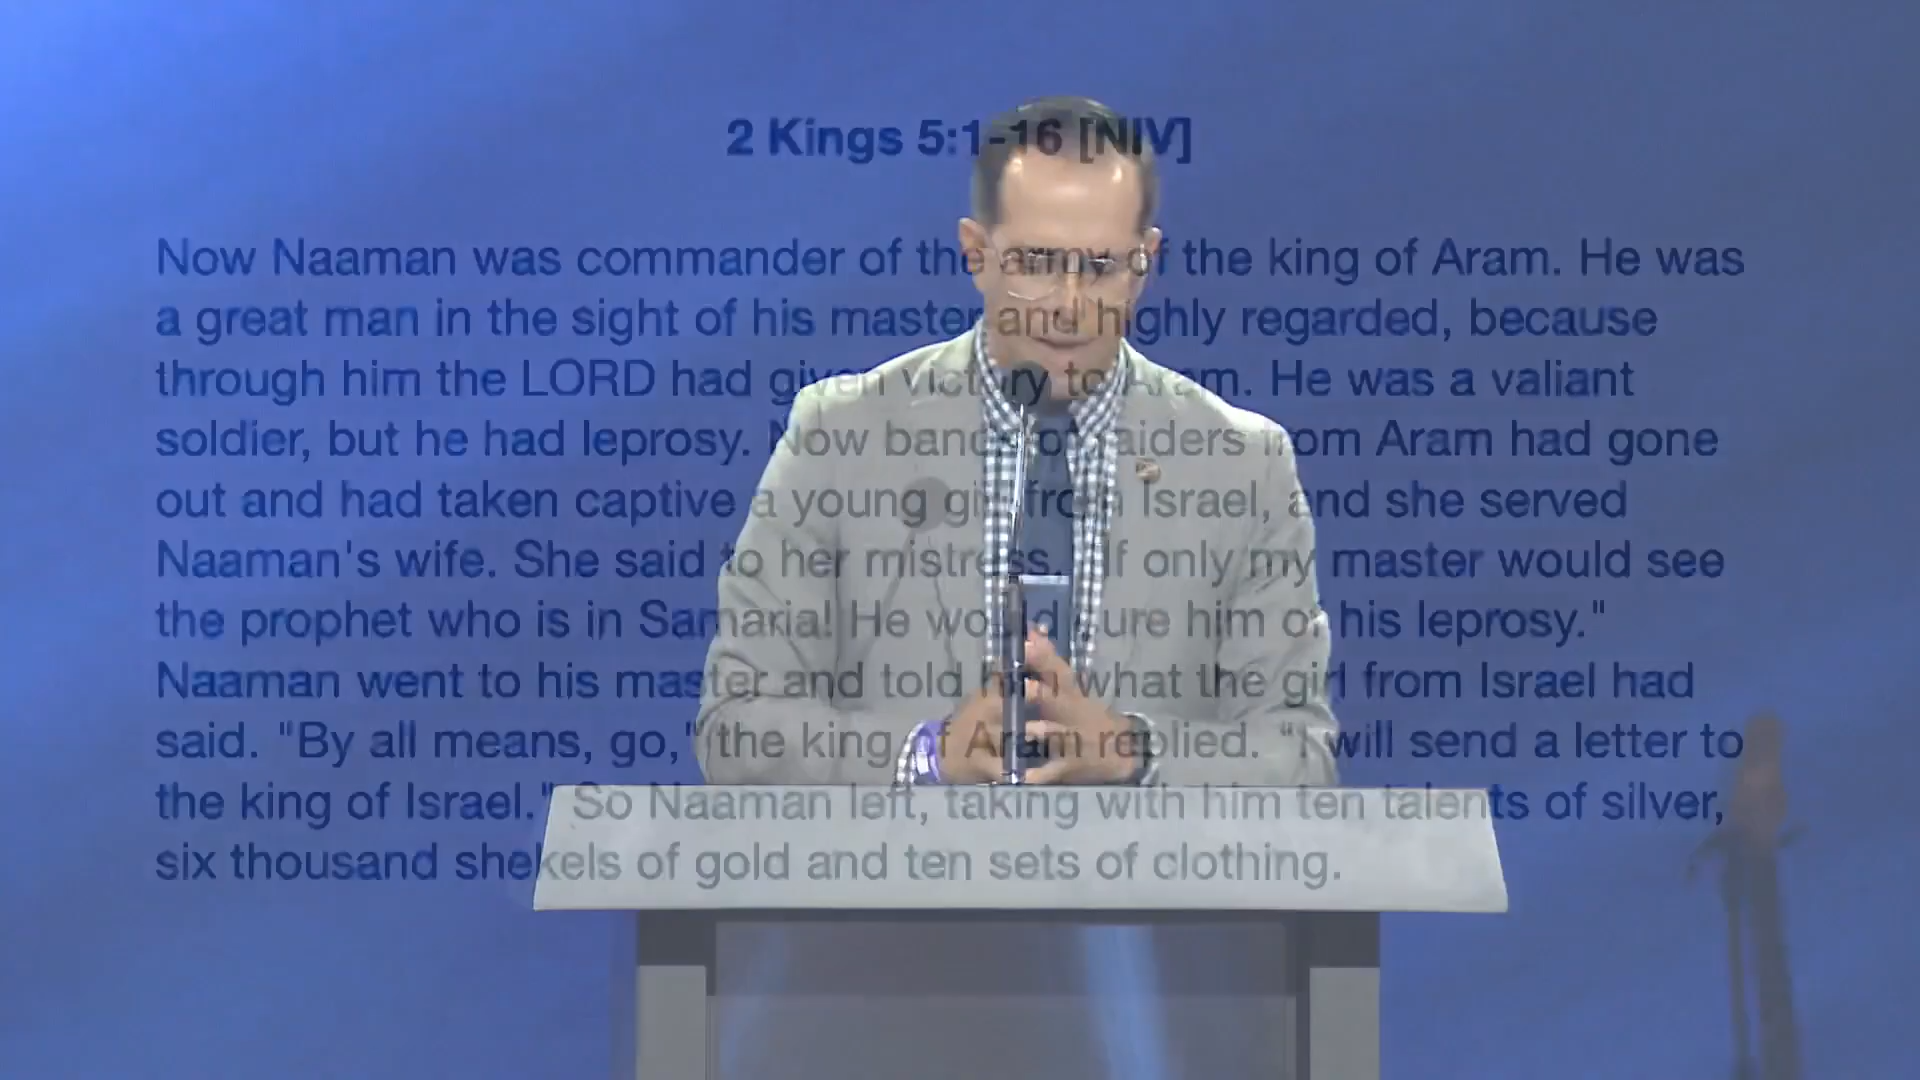 2 Kings 5:1-16 [NIV]
Now Naaman was commander of the army of the king of Aram. He was
a great man in the sight of his master and highly regarded, because
through him the LORD had given victory to Aram. He was a valiant
soldier, but he had leprosy. Now bands of raiders from Aram had gone
out and had taken captive a young girl from Israel, and she served
Naaman's wife. She said to her mistress, "If only my master would see
the prophet who is in Samaria! He would cure him of his leprosy."
Naaman went to his master and told him what the girl from Israel had
said. "By all means, go," the king of Aram replied. "I will send a letter to
the king of Israel." So Naaman left, taking with him ten talents of silver,
six thousand shekels of gold and ten sets of clothing.